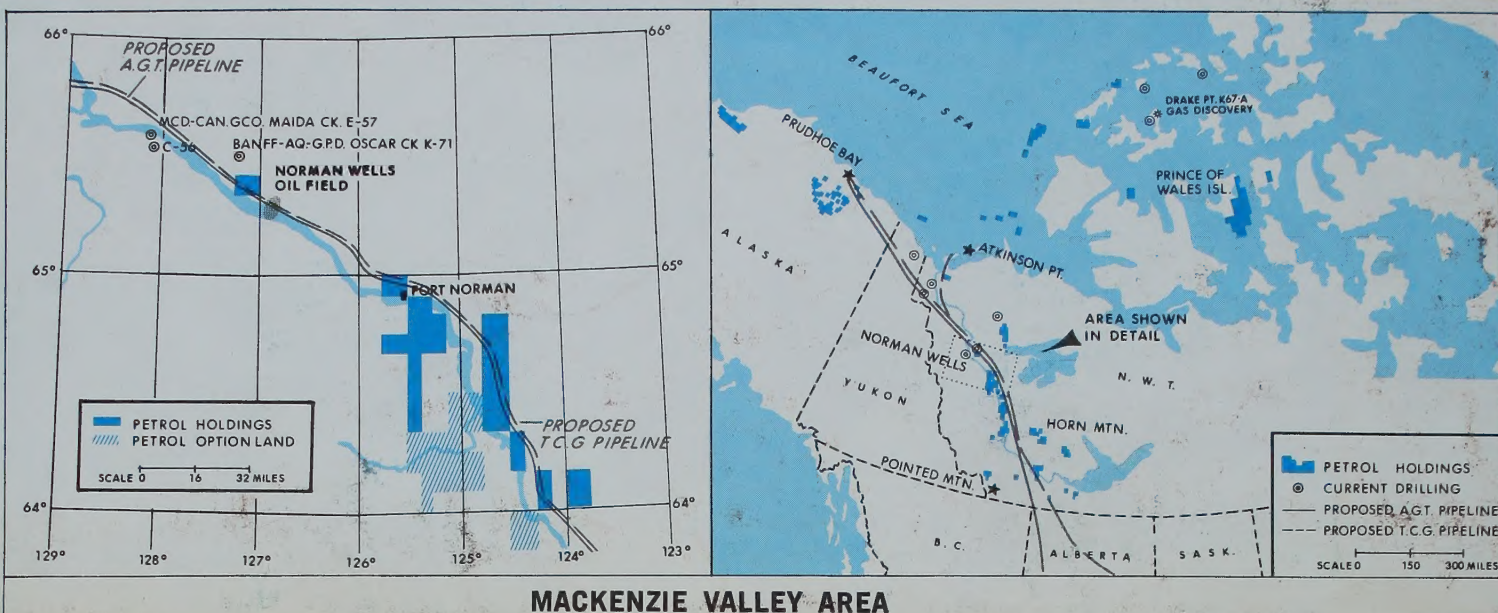 66°
66°
PROPOSED
A.G.T. PIPELINE
MCD-CAN.GCO. MAIDA CK. E-57
C-56
BANFF-AQ-G.P.D. OSCAR CK K-71
NORMAN WELLS
OIL FIELD
65°
65°
FORT NORMAN
PETROL HOLDINGS
PETROL OPTION LAND
SCALE 0 16 32 MILES
PROPOSED
T.C.G PIPELINE
64°
64°
129° 128° 127° 126° 125° 124° 123°
BEAUFORT SEA
DRAKE PT. K67-A
GAS DISCOVERY
PRUDHOE BAY
PRINCE OF
WALES ISL.
ALASKA
ATKINSON PT.
AREA SHOWN
IN DETAIL
NORMAN WELLS
N.W.T.
YUKON
HORN MTN.
POINTED MTN.
B.C.
ALBERTA
SASK.
PETROL HOLDINGS
CURRENT DRILLING
PROPOSED A.G.T. PIPELINE
PROPOSED T.C.G. PIPELINE
SCALE 0 150 300 MILES
MACKENZIE VALLEY AREA